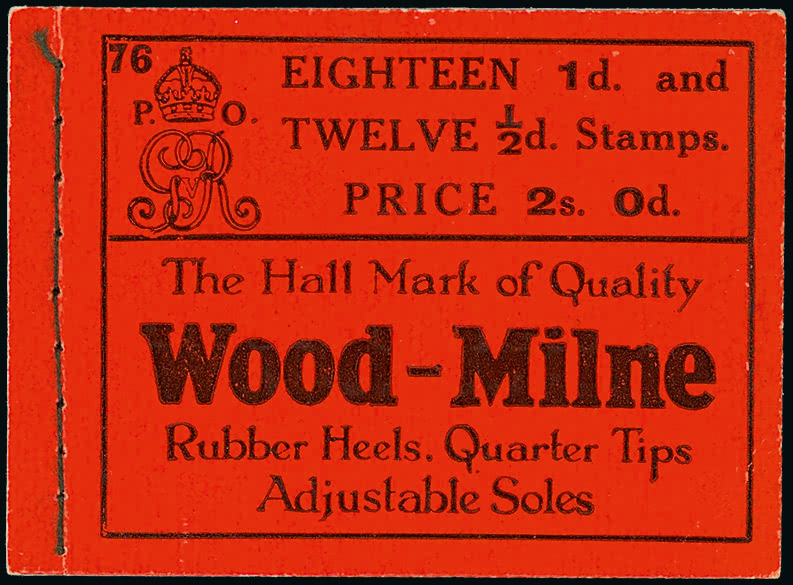 76
P. O.
GVR
EIGHTEEN 1d. and
TWELVE ½d. Stamps.
PRICE 2s. 0d.
The Hall Mark of Quality
Wood-Milne
Rubber Heels. Quarter Tips
Adjustable Soles